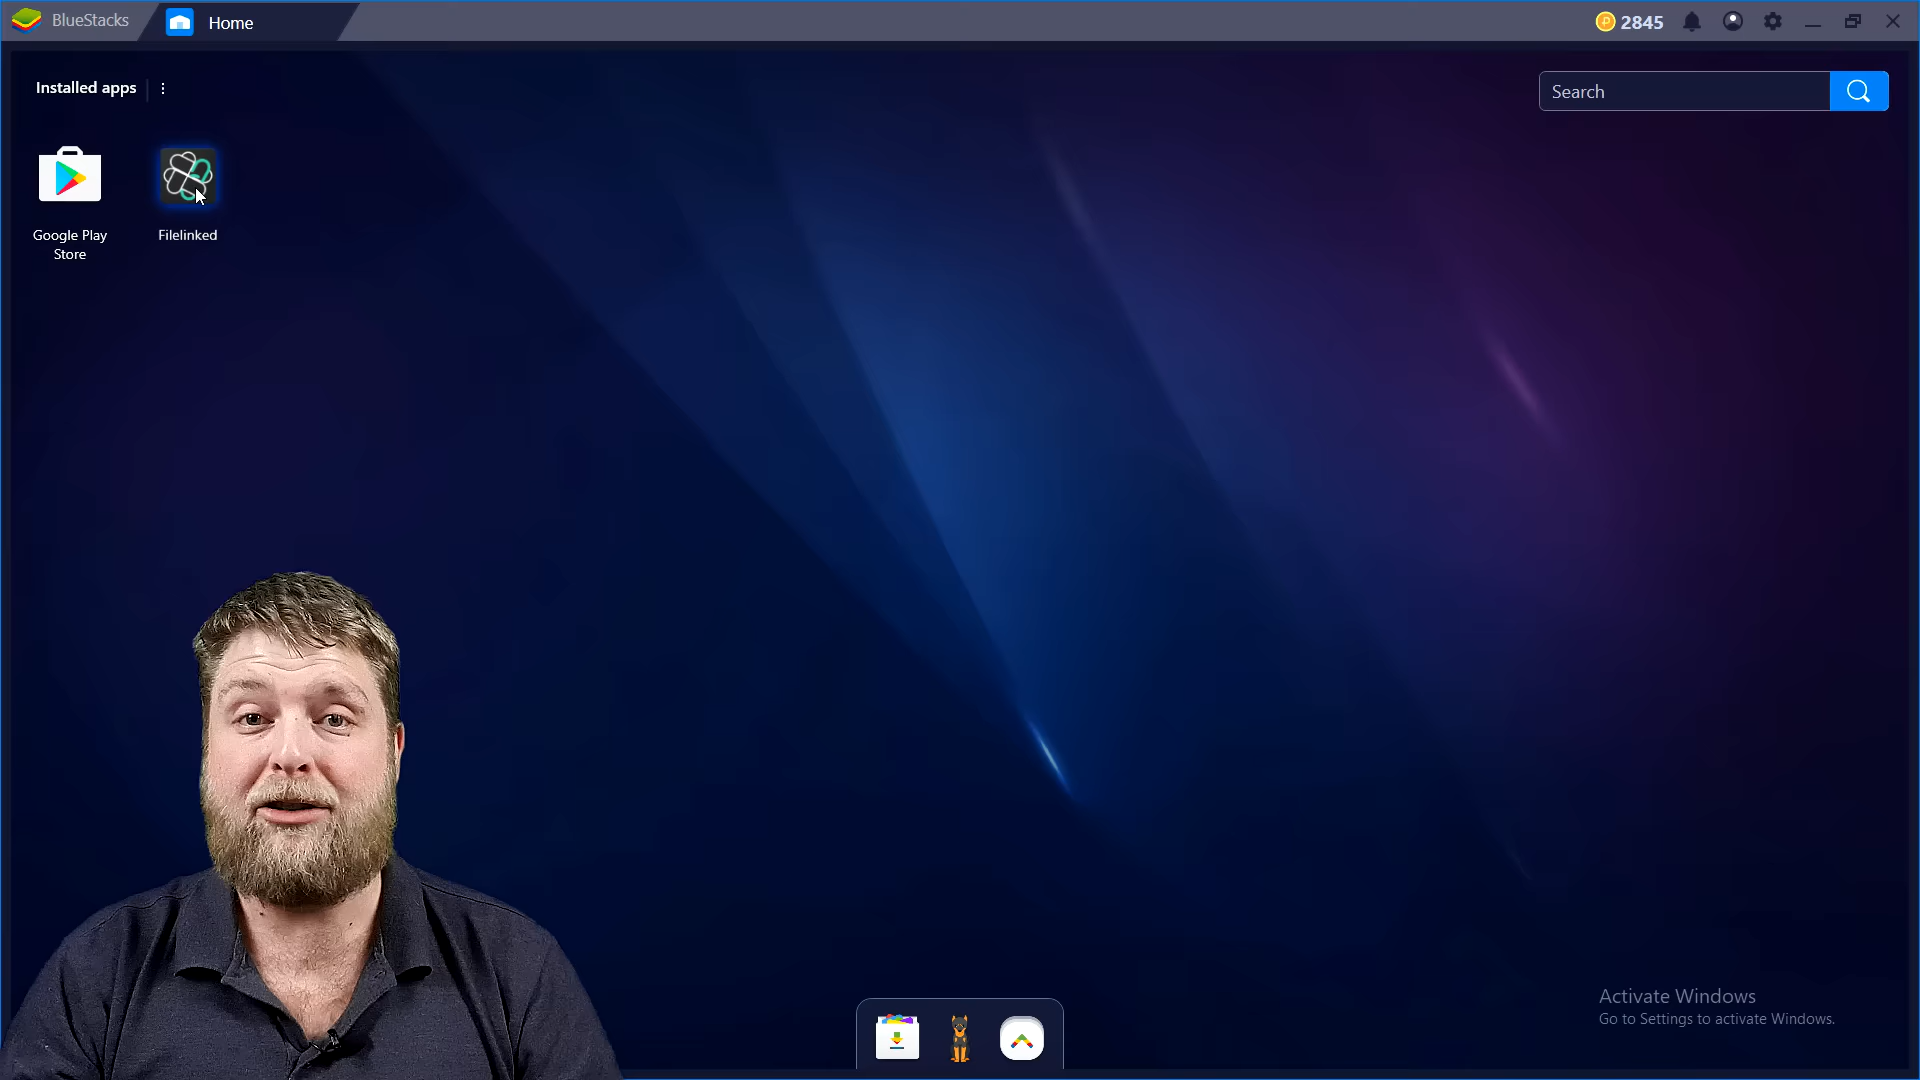 BlueStacks
Home
2845
Installed apps
Search
Google Play
Store
Filelinked
Activate Windows
Go to Settings to activate Windows.